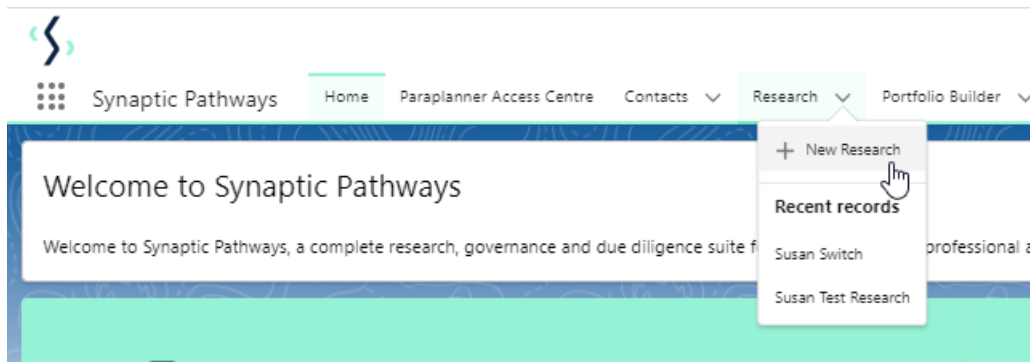 Synaptic Pathways Home Paraplanner Access Centre Contacts Research Portfolio Builder
New Research
Welcome to Synaptic Pathways
Recent records
Welcome to Synaptic Pathways, a complete research, governance and due diligence suite professional
Susan Switch
Susan Test Research